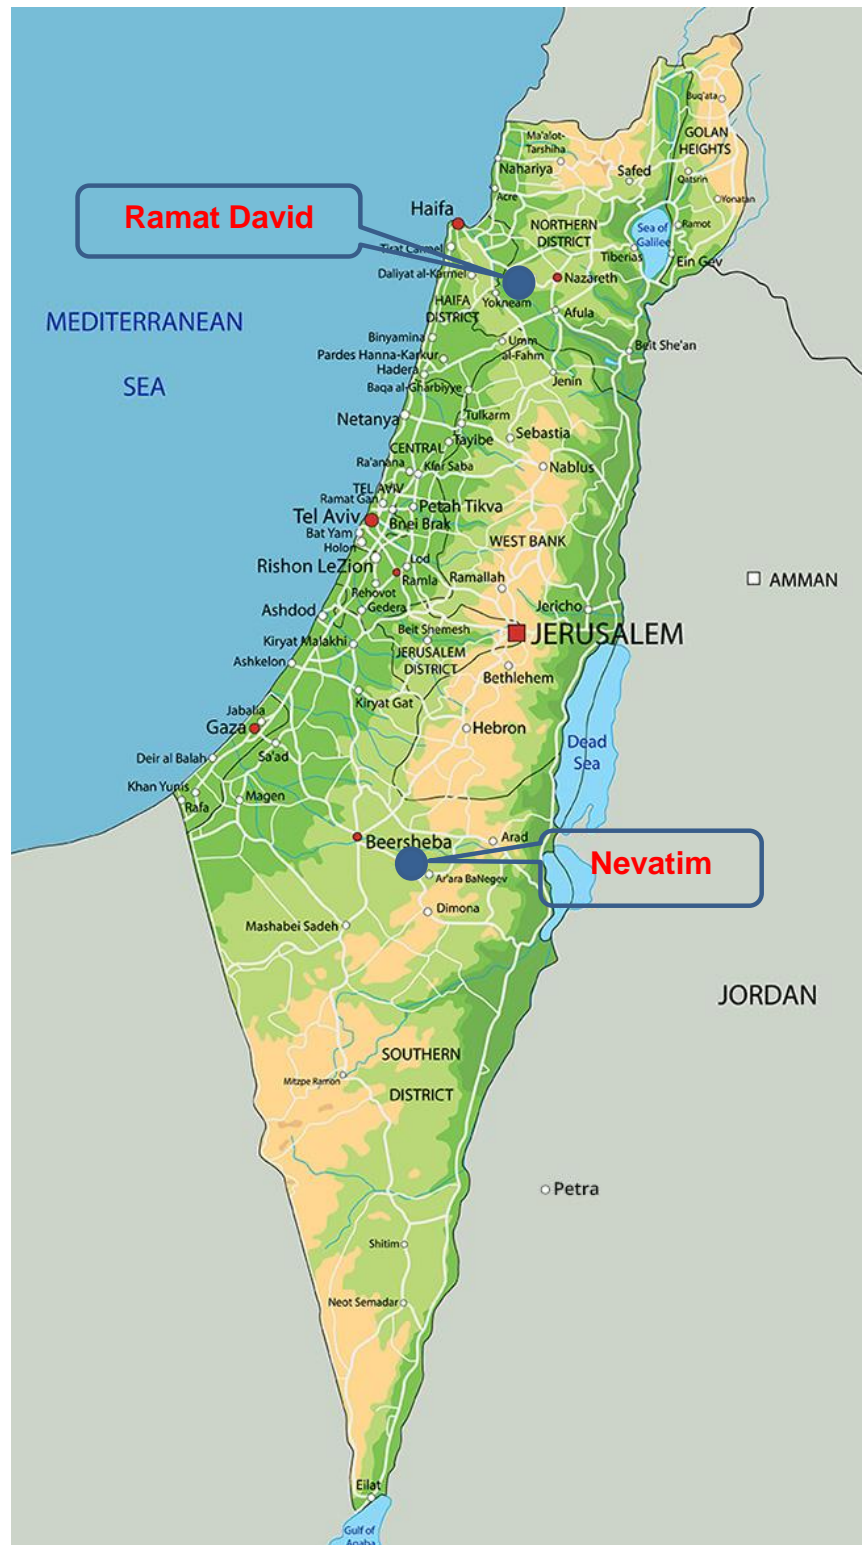 Buq'ata
GOLAN
HEIGHTS
Ma'alot-
Tarshiha
Nahariya
Safed
Qatsrin
Yonatan
Acre
Ramat David
Haifa
NORTHERN
DISTRICT
Sea of
Galilee
Ramot
Tirat Carmel
Tiberias
Ein Gev
Daliyat al-Karmel
Nazareth
HAIFA
DISTRICT
Yokneam
Afula
MEDITERRANEAN
SEA
Binyamina
Umm
al-Fahm
Beit She'an
Pardes Hanna-Karkur
Hadera
Jenin
Baqa al-Gharbiyye
Netanya
Tulkarm
Sebastia
CENTRAL
Tayibe
Ra'anana
Kfar Saba
Nablus
TEL AVIV
Ramat Gan
Petah Tikva
Tel Aviv
Bnei Brak
Bat Yam
Holon
WEST BANK
Rishon LeZion
Lod
Ramla
Ramallah
AMMAN
Rehovot
Ashdod
Gedera
Jericho
Beit Shemesh
JERUSALEM
Kiryat Malakhi
JERUSALEM
DISTRICT
Ashkelon
Bethlehem
Kiryat Gat
Jabalia
Gaza
Hebron
Dead
Sea
Deir al Balah
Sa'ad
Khan Yunis
Magen
Rafa
Beersheba
Arad
Nevatim
Ar'ara BaNegev
Dimona
Mashabei Sadeh
JORDAN
SOUTHERN
DISTRICT
Mitzpe Ramon
Petra
Shitim
Neot Semadar
Eilat
Gulf of
Aqaba